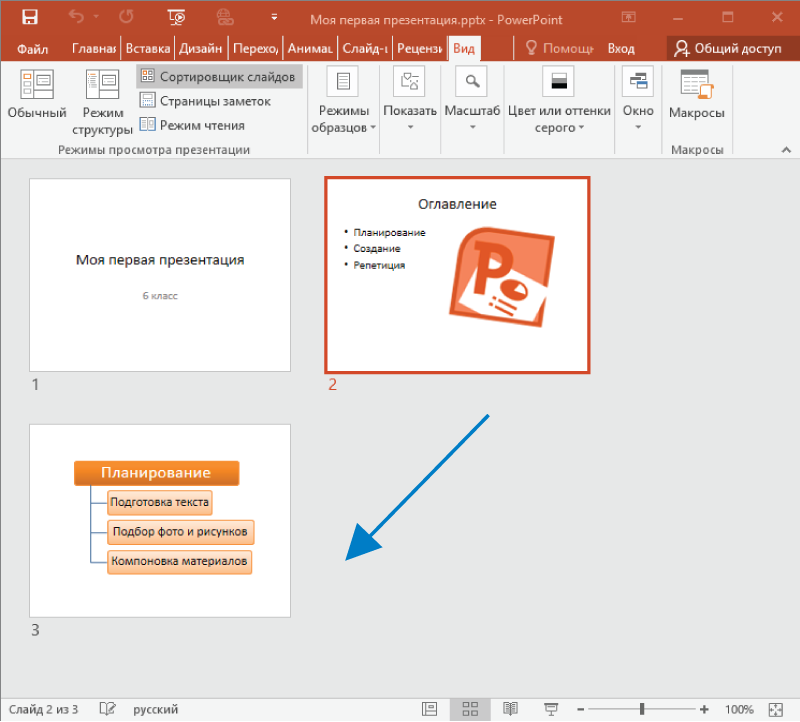 Моя первая презентация.pptx - PowerPoint
Файл Главная Вставка Дизайн Переход Анимац Слайд-ш Рецензи Вид Помощь Вход Общий доступ
Обычный
Режим структуры
Сортировщик слайдов
Страницы заметок
Режим чтения
Режимы образцов
Показать
Масштаб
Цвет или оттенки серого
Окно
Макросы
Режимы просмотра презентации
Макросы
Моя первая презентация
6 класс
1
Оглавление
• Планирование
• Создание
• Репетиция
P
2
Планирование
Подготовка текста
Подбор фото и рисунков
Компоновка материалов
3
Слайд 2 из 3 русский 100%